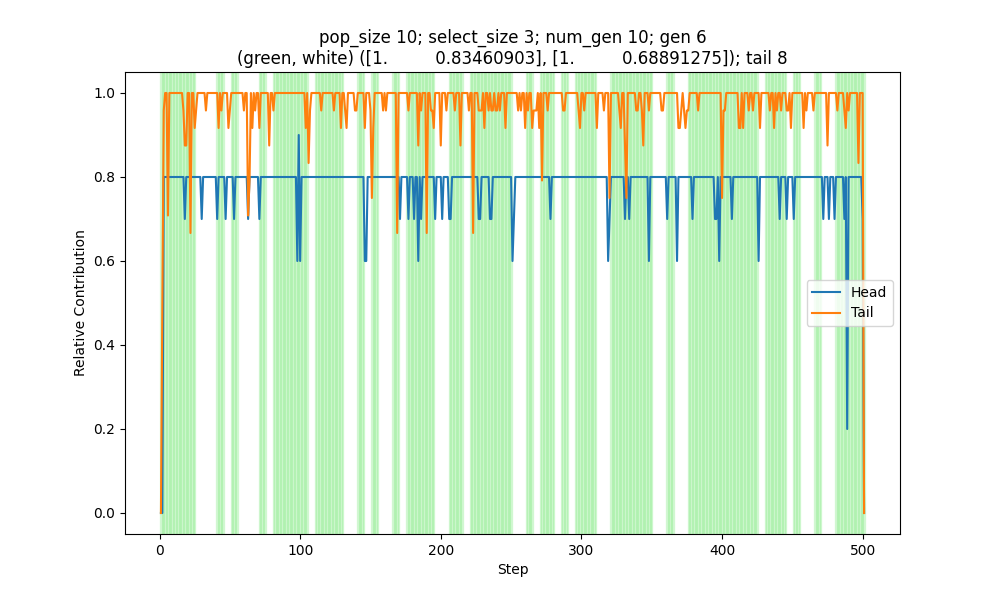 pop_size 10; select_size 3; num_gen 10; gen 6
(green, white) ([1. 0.83460903], [1. 0.68891275]); tail 8
1.0
0.8
0.6
0.4
0.2
0.0
Relative Contribution
Head
Tail
0 100 200 300 400 500
Step